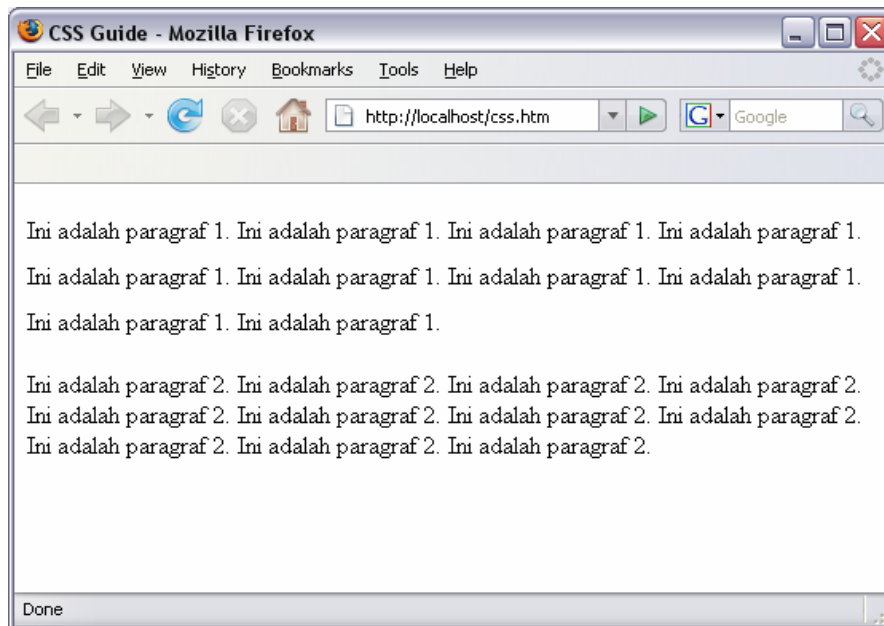 CSS Guide - Mozilla Firefox
File Edit View History Bookmarks Tools Help
http://localhost/css.htm G Google
Ini adalah paragraf 1. Ini adalah paragraf 1. Ini adalah paragraf 1. Ini adalah paragraf 1.
Ini adalah paragraf 1. Ini adalah paragraf 1. Ini adalah paragraf 1. Ini adalah paragraf 1.
Ini adalah paragraf 1. Ini adalah paragraf 1.
Ini adalah paragraf 2. Ini adalah paragraf 2. Ini adalah paragraf 2. Ini adalah paragraf 2.
Ini adalah paragraf 2. Ini adalah paragraf 2. Ini adalah paragraf 2. Ini adalah paragraf 2.
Ini adalah paragraf 2. Ini adalah paragraf 2. Ini adalah paragraf 2.
Done